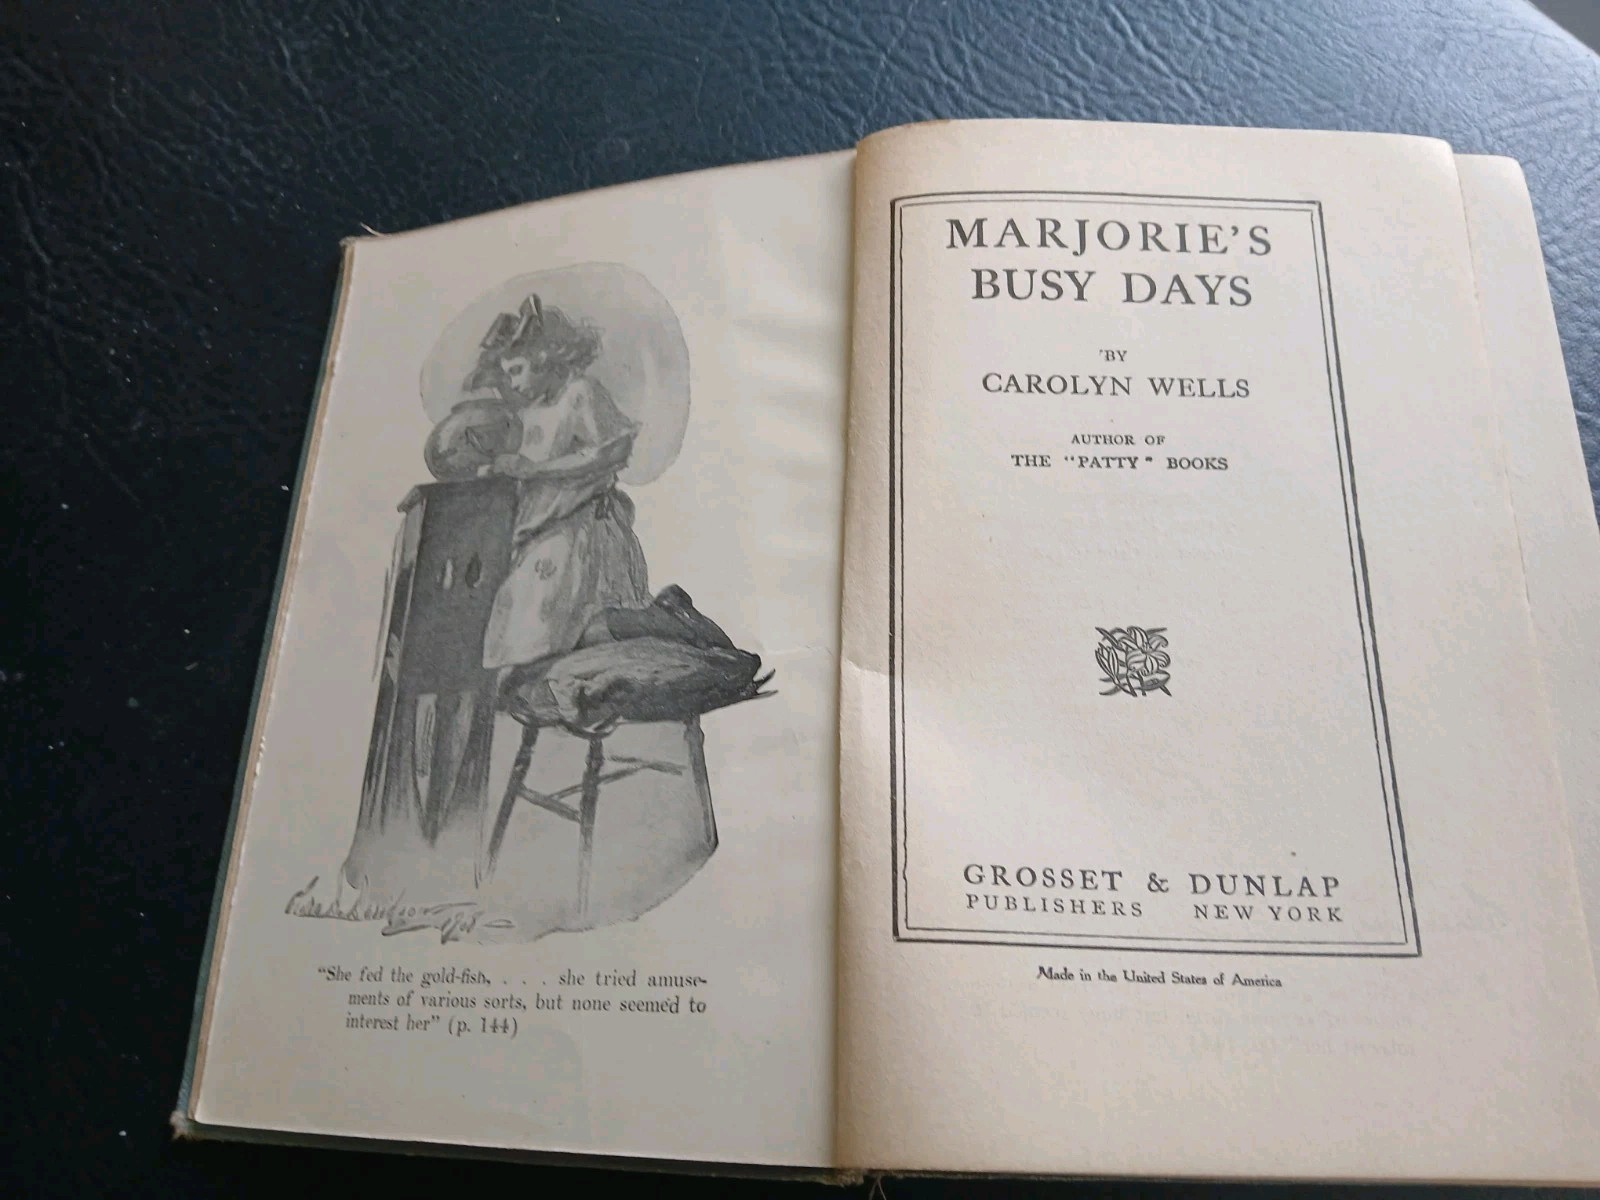 "She fed the gold-fish, . . . she tried amuse-
ments of various sorts, but none seemed to
interest her" (p. 144)
MARJORIE'S
BUSY DAYS
BY
CAROLYN WELLS
AUTHOR OF
THE "PATTY" BOOKS
GROSSET & DUNLAP
PUBLISHERS NEW YORK
Made in the United States of America